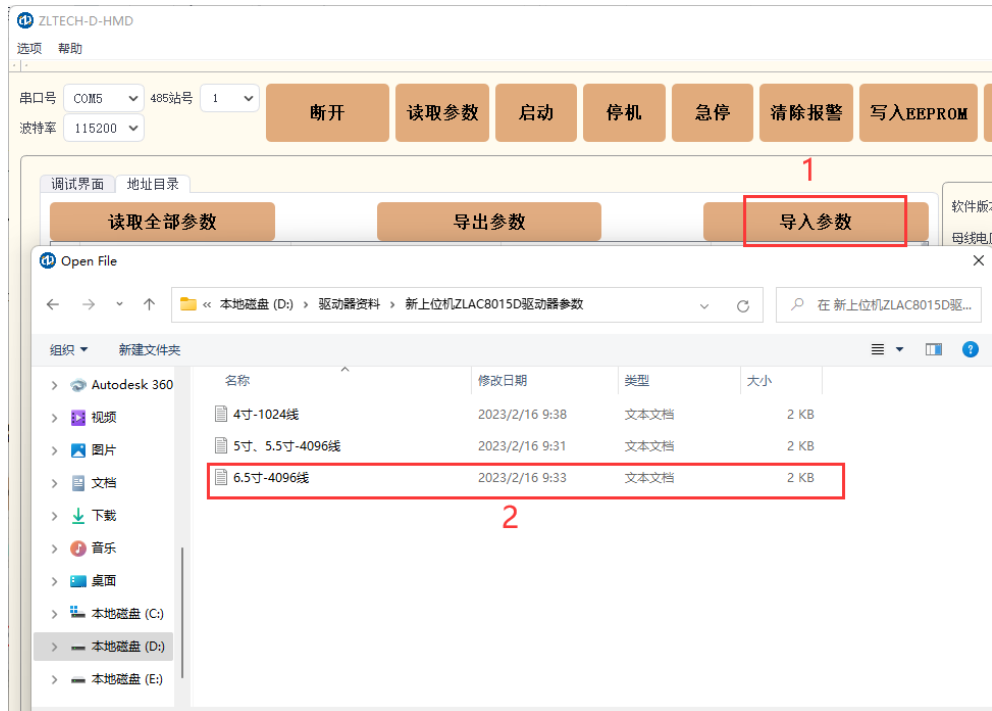 ZLTECH-D-HMD
选项 帮助
串口号 COM5 485站号 1
波特率 115200
断开 读取参数 启动 停机 急停 清除报警 写入EEPROM
1
调试界面 地址目录
读取全部参数 导出参数 导入参数
软件版本
母线电
Open File
« 本地磁盘 (D:) › 驱动器资料 › 新上位机ZLAC8015D驱动器参数
在 新上位机ZLAC8015D驱...
组织 新建文件夹
名称 修改日期 类型 大小
Autodesk 360
视频
图片
文档
下载
音乐
桌面
本地磁盘 (C:)
本地磁盘 (D:)
本地磁盘 (E:)
4寸-1024线 2023/2/16 9:38 文本文档 2 KB
5寸、5.5寸-4096线 2023/2/16 9:31 文本文档 2 KB
6.5寸-4096线 2023/2/16 9:33 文本文档 2 KB
2